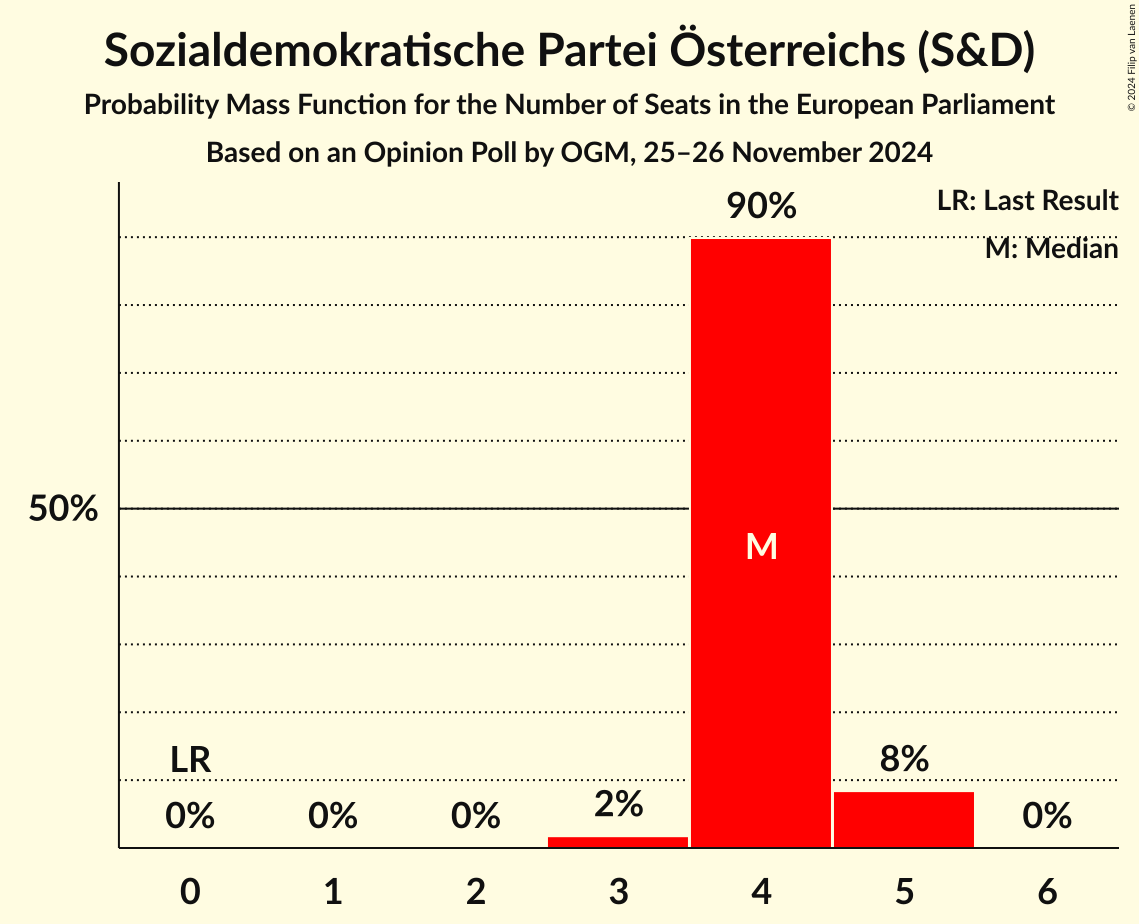 Sozialdemokratische Partei Österreichs (S&D)
Probability Mass Function for the Number of Seats in the European Parliament
Based on an Opinion Poll by OGM, 25–26 November 2024
© 2024 Filip van Laenen
LR: Last Result
M: Median
90%
50%
M
LR
0%
0%
0%
2%
8%
0%
0
1
2
3
4
5
6